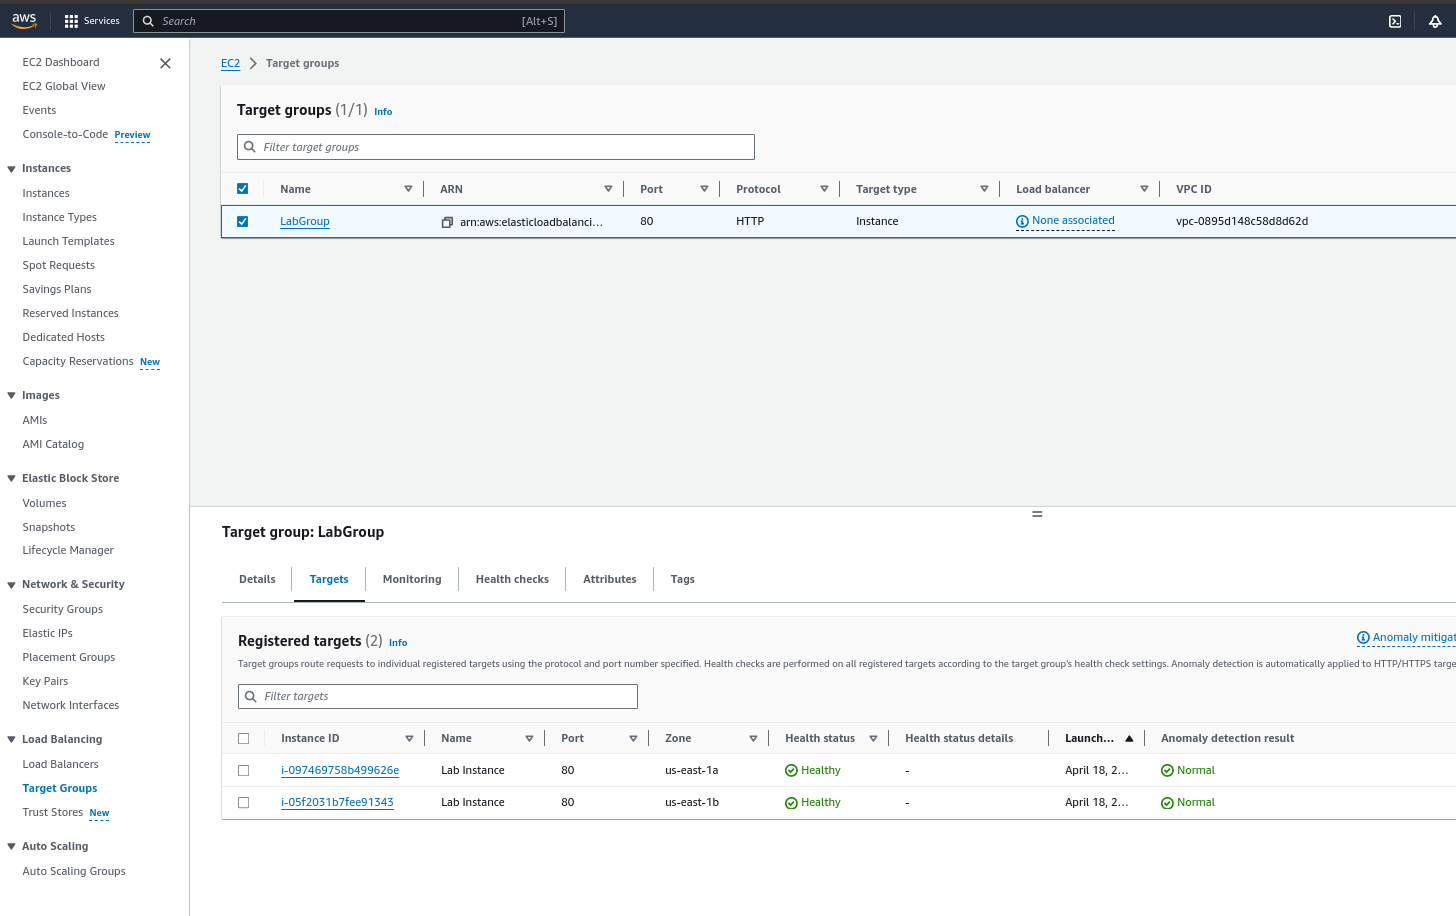 aws
Services
Search [Alt+S]
EC2 Dashboard
EC2 Global View
Events
Console-to-Code Preview
Instances
Instances
Instance Types
Launch Templates
Spot Requests
Savings Plans
Reserved Instances
Dedicated Hosts
Capacity Reservations New
Images
AMIs
AMI Catalog
Elastic Block Store
Volumes
Snapshots
Lifecycle Manager
Network & Security
Security Groups
Elastic IPs
Placement Groups
Key Pairs
Network Interfaces
Load Balancing
Load Balancers
Target Groups
Trust Stores New
Auto Scaling
Auto Scaling Groups
EC2 Target groups
Target groups (1/1) Info
Filter target groups
Name ARN Port Protocol Target type Load balancer VPC ID
LabGroup arn:aws:elasticloadbalanci... 80 HTTP Instance None associated vpc-0895d148c58d8d62d
Target group: LabGroup
Details Targets Monitoring Health checks Attributes Tags
Registered targets (2) Info
Anomaly mitigat
Target groups route requests to individual registered targets using the protocol and port number specified. Health checks are performed on all registered targets according to the target group's health check settings. Anomaly detection is automatically applied to HTTP/HTTPS targe
Filter targets
Instance ID Name Port Zone Health status Health status details Launch... Anomaly detection result
i-097469758b499626e Lab Instance 80 us-east-1a Healthy - April 18, 2... Normal
i-05f2031b7fee91343 Lab Instance 80 us-east-1b Healthy - April 18, 2... Normal